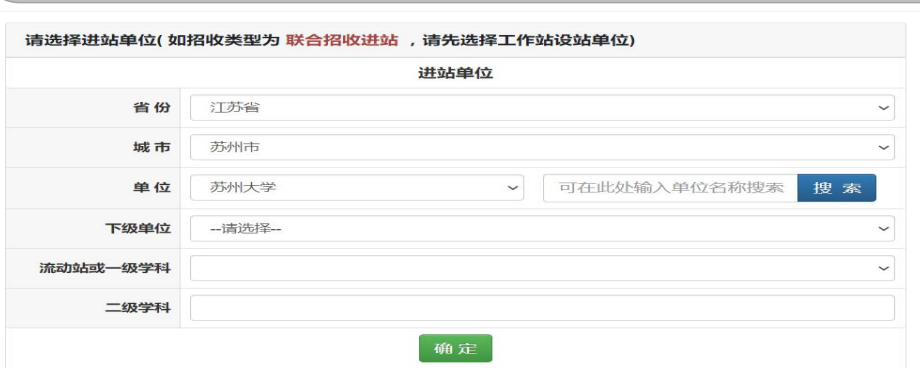 请选择进站单位( 如招收类型为 联合招收进站 ，请先选择工作站设站单位)
进站单位
省 份 江苏省
城 市 苏州市
单 位 苏州大学 可在此处输入单位名称搜索 搜 索
下级单位 --请选择--
流动站或一级学科
二级学科
确 定